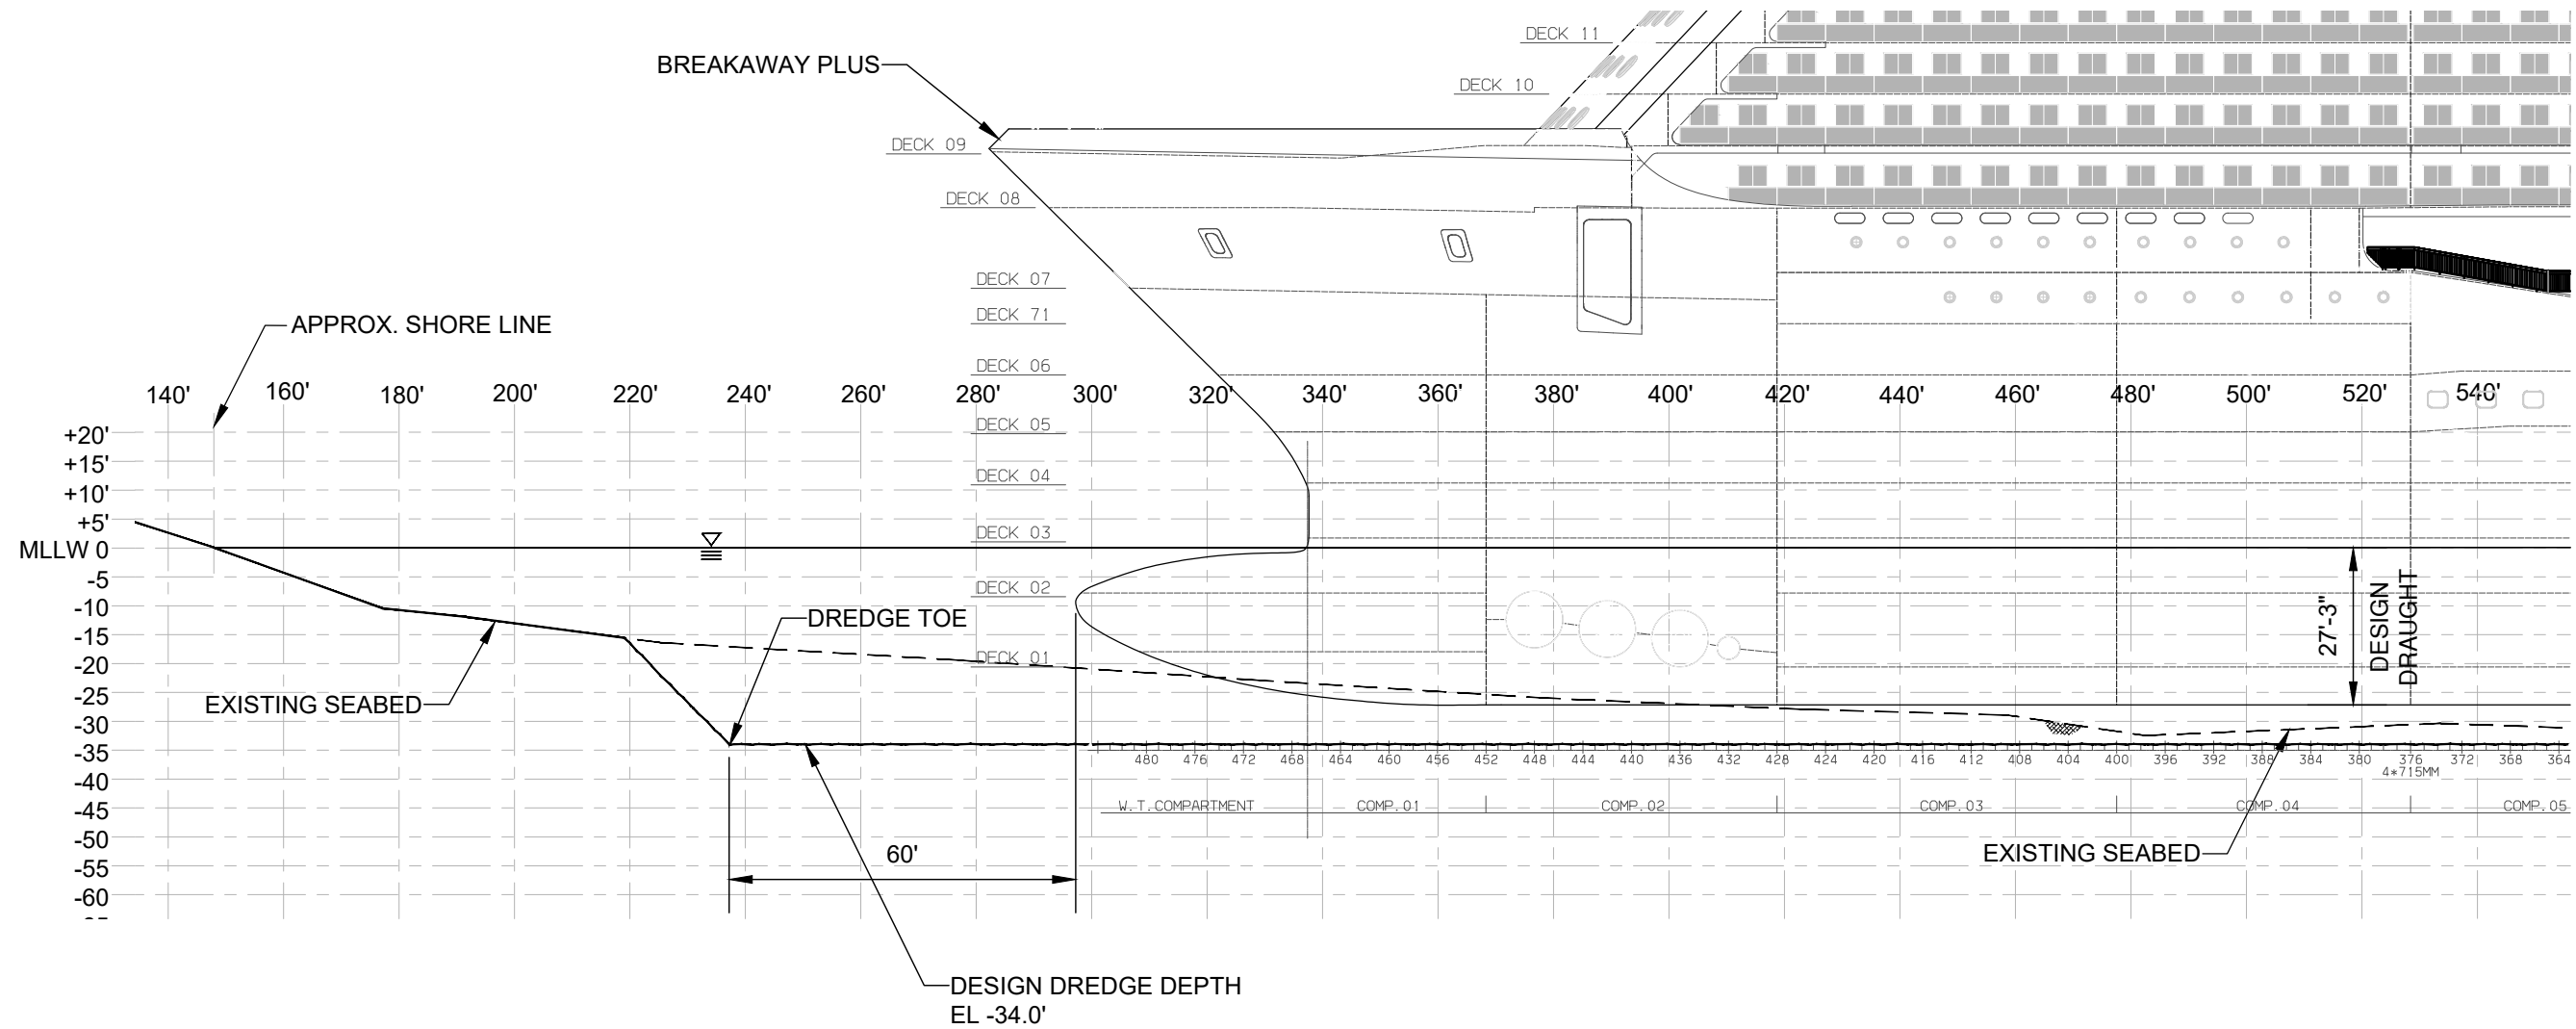 DECK 11
BREAKAWAY PLUS
DECK 10
DECK 09
DECK 08
DECK 07
DECK 71
APPROX. SHORE LINE
DECK 06
140' 160' 180' 200' 220' 240' 260' 280' 300' 320' 340' 360' 380' 400' 420' 440' 460' 480' 500' 520' 540'
+20'
DECK 05
+15'
+10'
DECK 04
+5'
DECK 03
MLLW 0
-5
DECK 02
-10
-15
-20
-25
-30
-35
-40
-45
-50
-55
-60
DREDGE TOE
DECK 01
EXISTING SEABED
27'-3"
DESIGN
DRAUGHT
480 476 472 468 464 460 456 452 448 444 440 436 432 428 424 420 416 412 408 404 400 396 392 388 384 380 376 372 368 364
4*715MM
W.T.COMPARTMENT COMP.01 COMP.02 COMP.03 COMP.04 COMP.05
60'
EXISTING SEABED
DESIGN DREDGE DEPTH
EL -34.0'